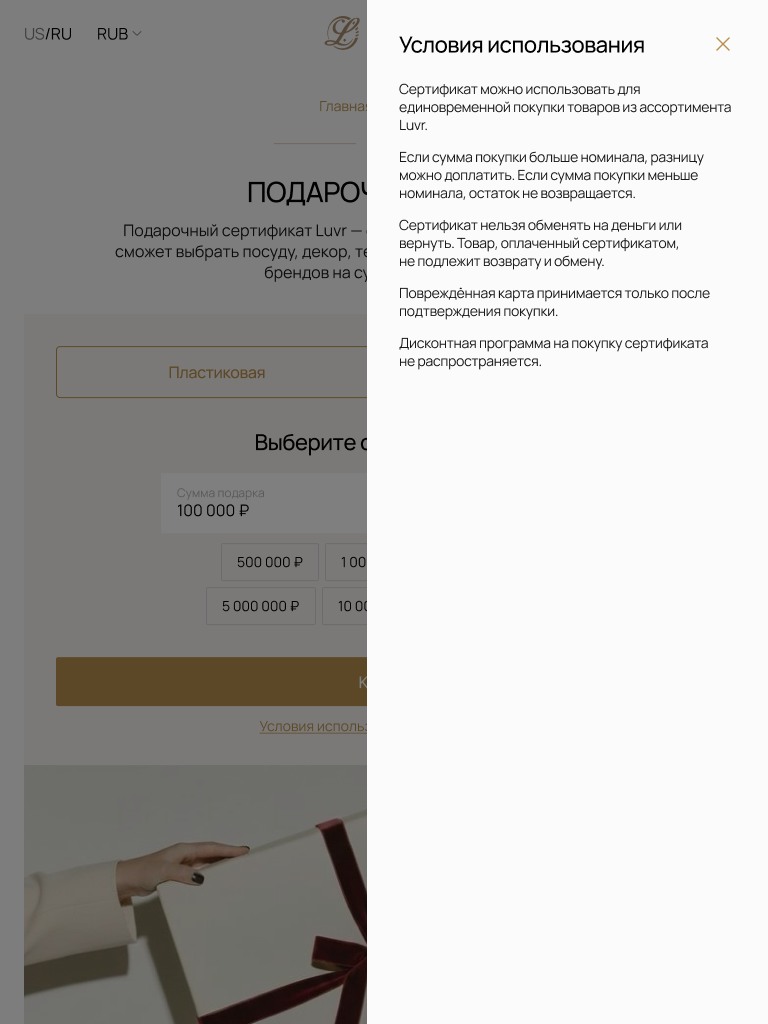 US/RU RUB
Главная
ПОДАРОЧ
Подарочный сертификат Luvr —
сможет выбрать посуду, декор,
брендов на
Пластиковая
Выберите
Сумма подарка
100 000 ₽
500 000 ₽
1 00
5 000 000 ₽
10 00
Условия
Условия использования
Сертификат можно использовать для
единовременной покупки товаров из ассортимента
Luvr.
Если сумма покупки больше номинала, разницу
можно доплатить. Если сумма покупки меньше
номинала, остаток не возвращается.
Сертификат нельзя обменять на деньги или
вернуть. Товар, оплаченный сертификатом,
не подлежит возврату и обмену.
Повреждённая карта принимается только после
подтверждения покупки.
Дисконтная программа на покупку сертификата
не распространяется.